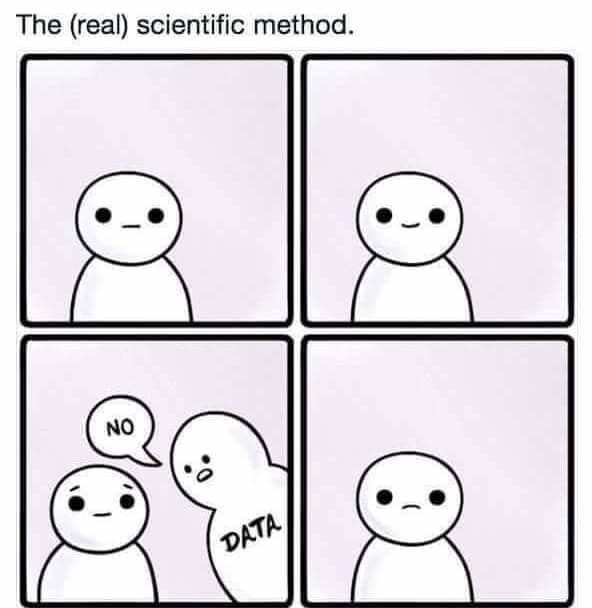 The (real) scientific method.
NO
DATA